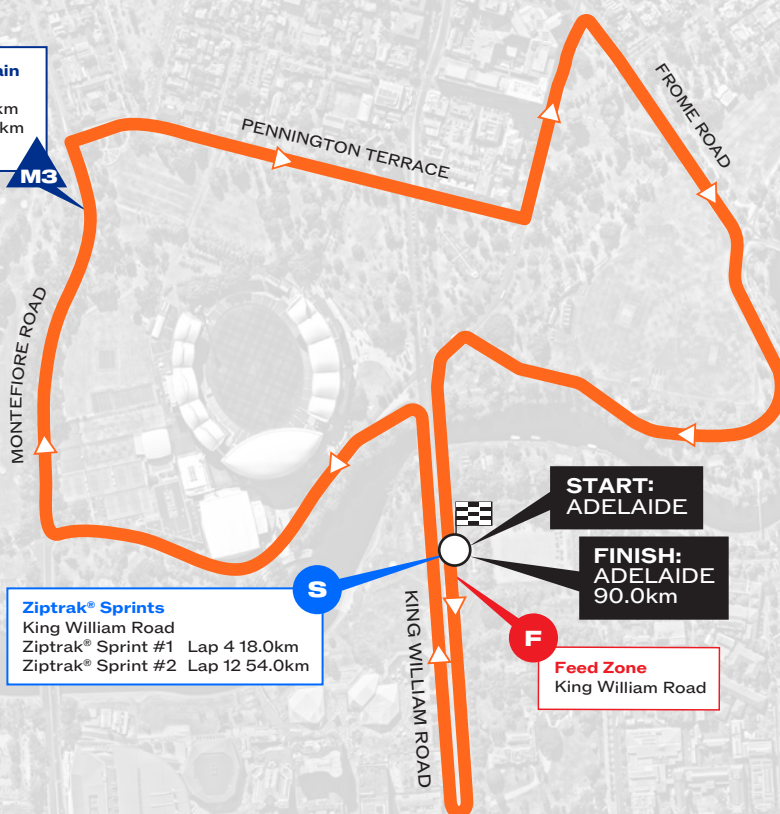 km
km
M3
PENNINGTON TERRACE
FROME ROAD
MONTEFIORE ROAD
START:
ADELAIDE
FINISH:
ADELAIDE
90.0km
S
Ziptrak® Sprints
King William Road
Ziptrak® Sprint #1 Lap 4 18.0km
Ziptrak® Sprint #2 Lap 12 54.0km
KING WILLIAM ROAD
F
Feed Zone
King William Road